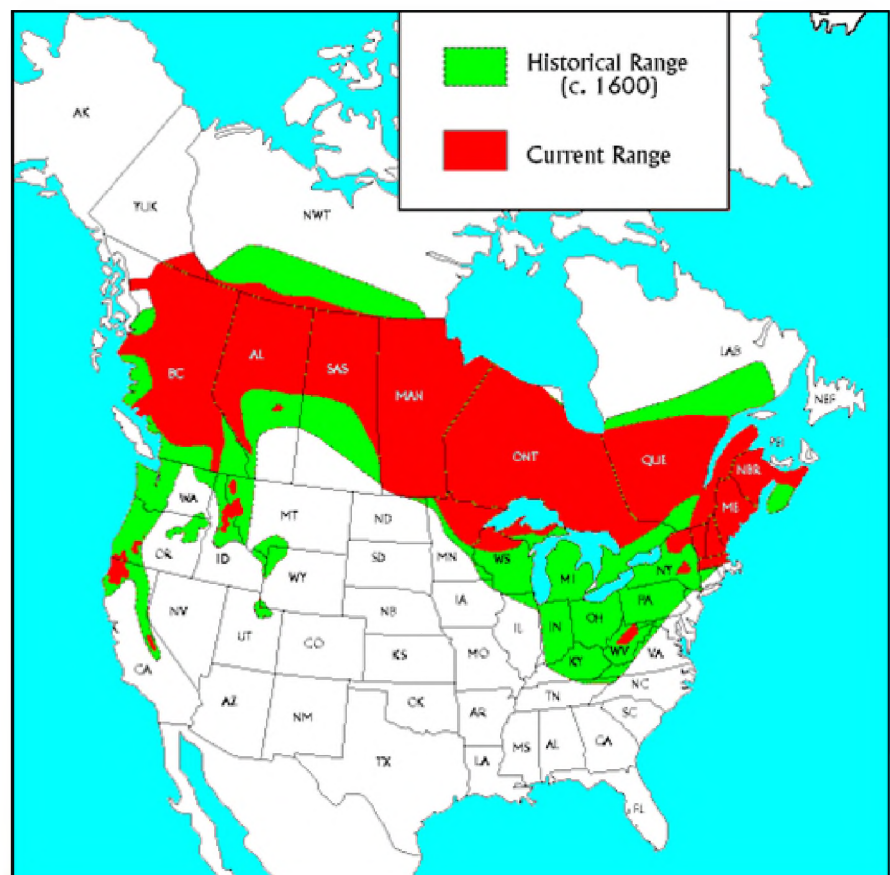 Historical Range
(c. 1600)
Current Range
AK
YUK
NWT
LAB
BC
AL
SAS
MAN
NEF
ONT
QUE
PEI
NBR
ME
WA
MT
ND
OR
ID
MN
WS
MI
NY
SD
WY
IA
PA
NV
NB
IL
IN
OH
UT
CO
KS
MO
KY
WV
VA
CA
AZ
NM
OK
AR
TN
NC
SC
TX
LA
MS
AL
GA
FL